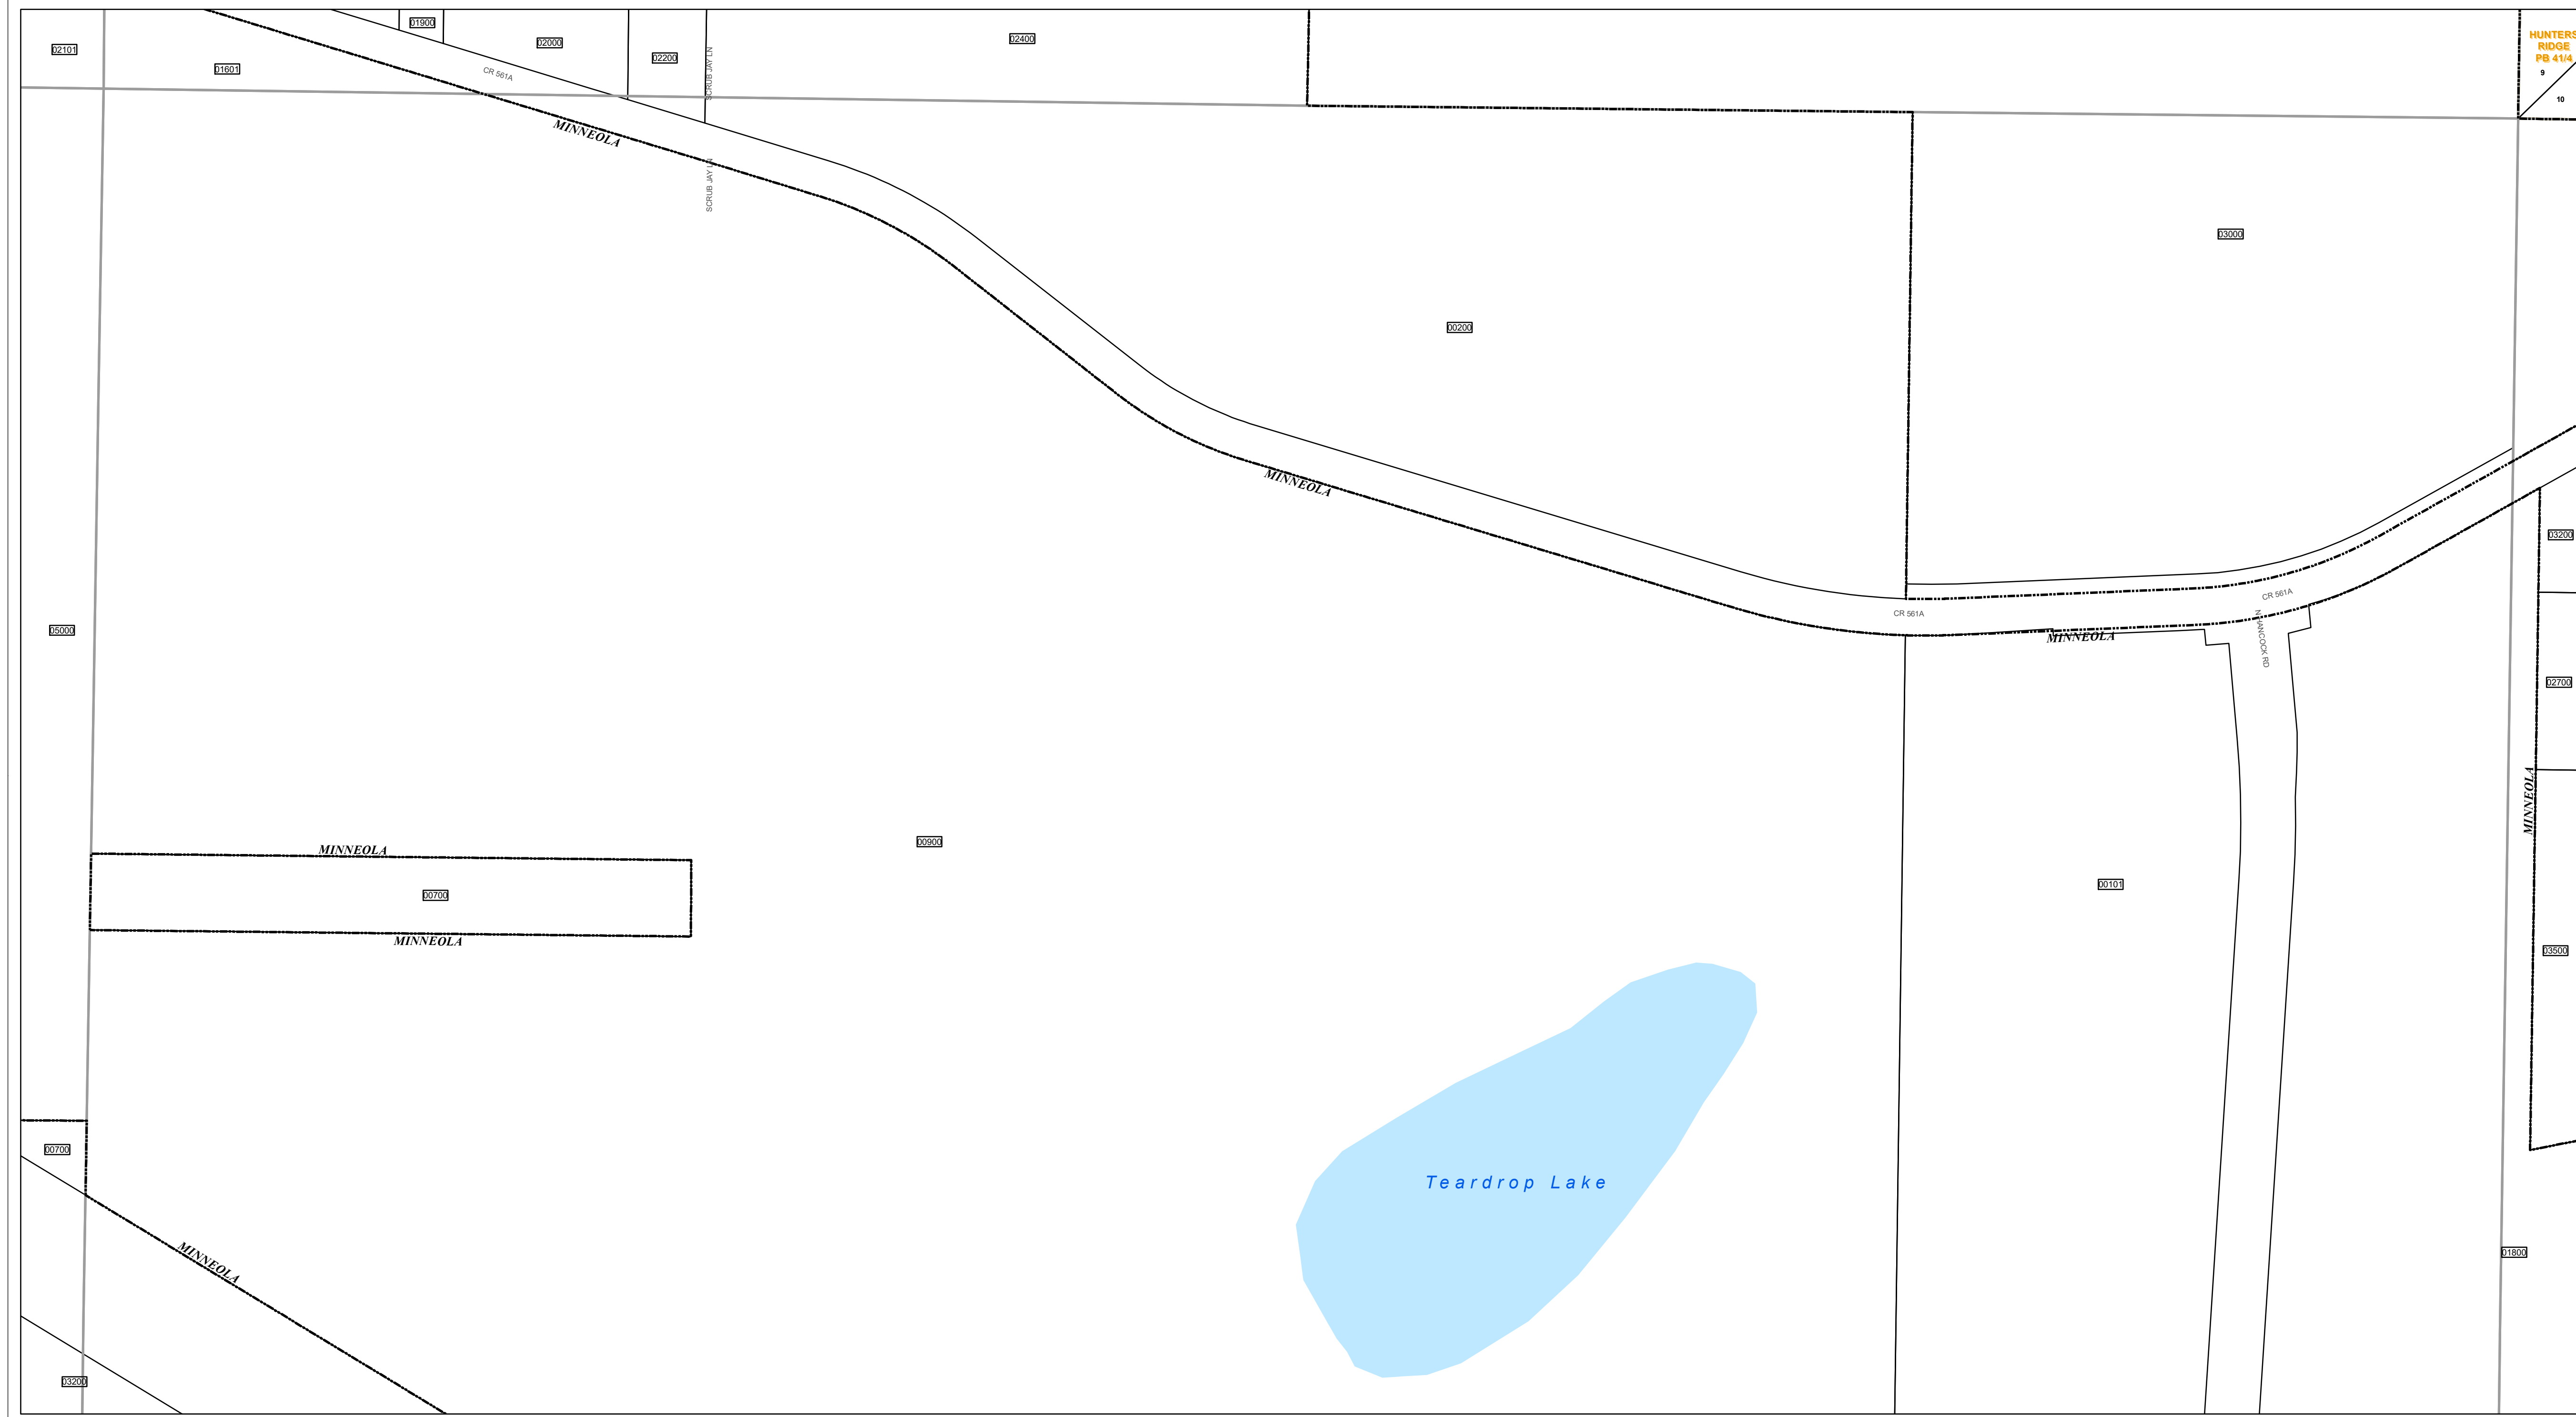 02101
01601
01900
02000
02200
02400
HUNTERS
RIDGE
PB 41/4
9
10
CR 561A
SCRUB JAY LN
MINNEOLA
SCRUB JAY LN
03000
00200
MINNEOLA
03200
CR 561A
CR 561A
N HANCOCK RD
MINNEOLA
05000
02700
MINNEOLA
00900
MINNEOLA
00700
MINNEOLA
00101
03500
00700
Teardrop Lake
MINNEOLA
01800
03200